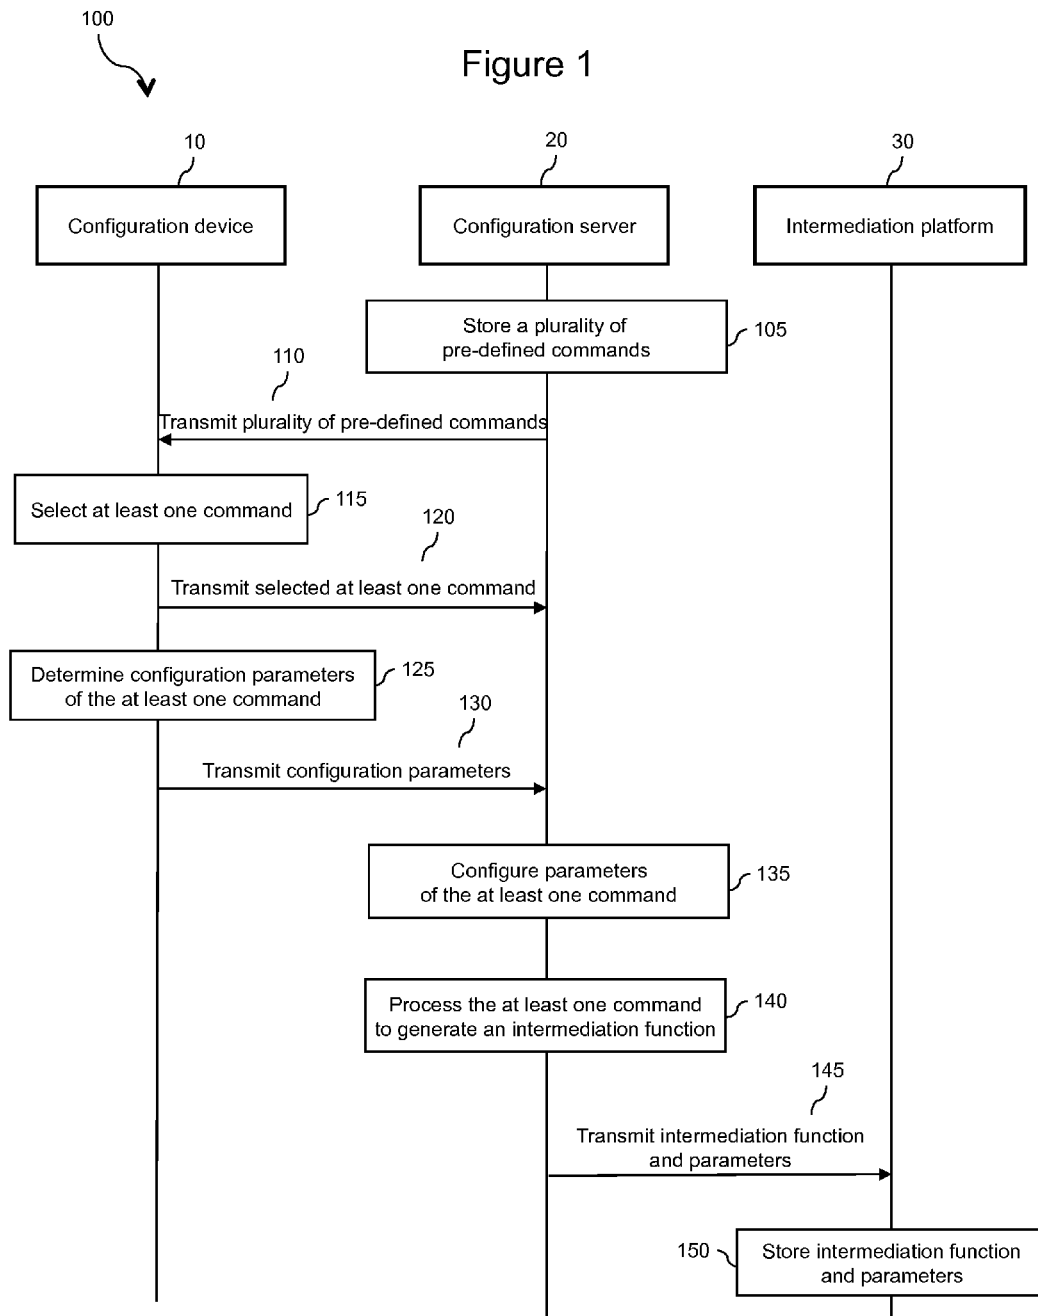 100
Figure 1
10
20
30
Configuration device
Configuration server
Intermediation platform
Store a plurality of
pre-defined commands
105
110
Transmit plurality of pre-defined commands
Select at least one command
115
120
Transmit selected at least one command
Determine configuration parameters
of the at least one command
125
130
Transmit configuration parameters
Configure parameters
of the at least one command
135
Process the at least one command
to generate an intermediation function
140
145
Transmit intermediation function
and parameters
150
Store intermediation function
and parameters